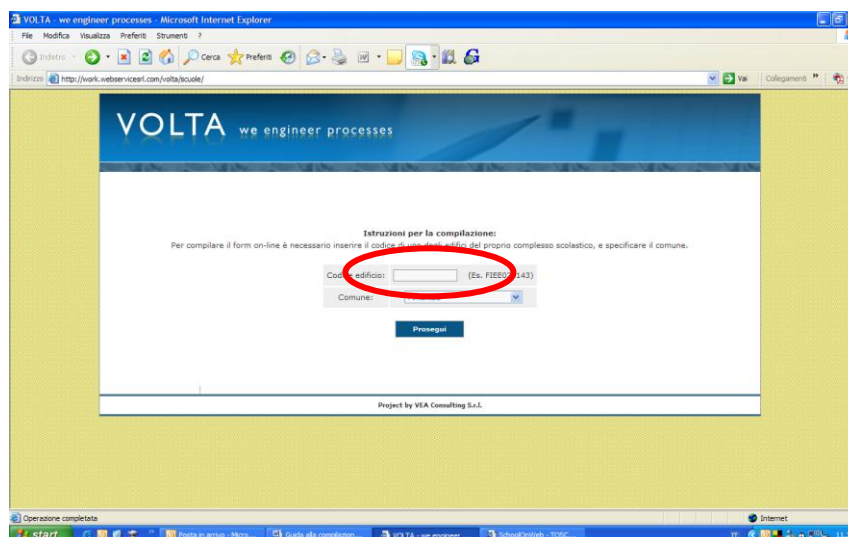 VOLTA - we engineer processes - Microsoft Internet Explorer
File Modifica Visualizza Preferiti Strumenti ?
Indietro Cerca Preferiti
Indirizzo http://work.webservicesrl.com/volta/scuole/ Vai Collegamenti »
VOLTA we engineer processes
Istruzioni per la compilazione:
Per compilare il form on-line è necessario inserire il codice di uno degli edifici del proprio complesso scolastico, e specificare il comune.
Codice edificio: (Es.
Comune:
Prosegui
Project by VEA Consulting S.r.l.
Operazione completata Internet
start Posta in arrivo - Micro... Guida alla compilazion... VOLTA - we engineer... SchoolOnWeb - TOSC... IT